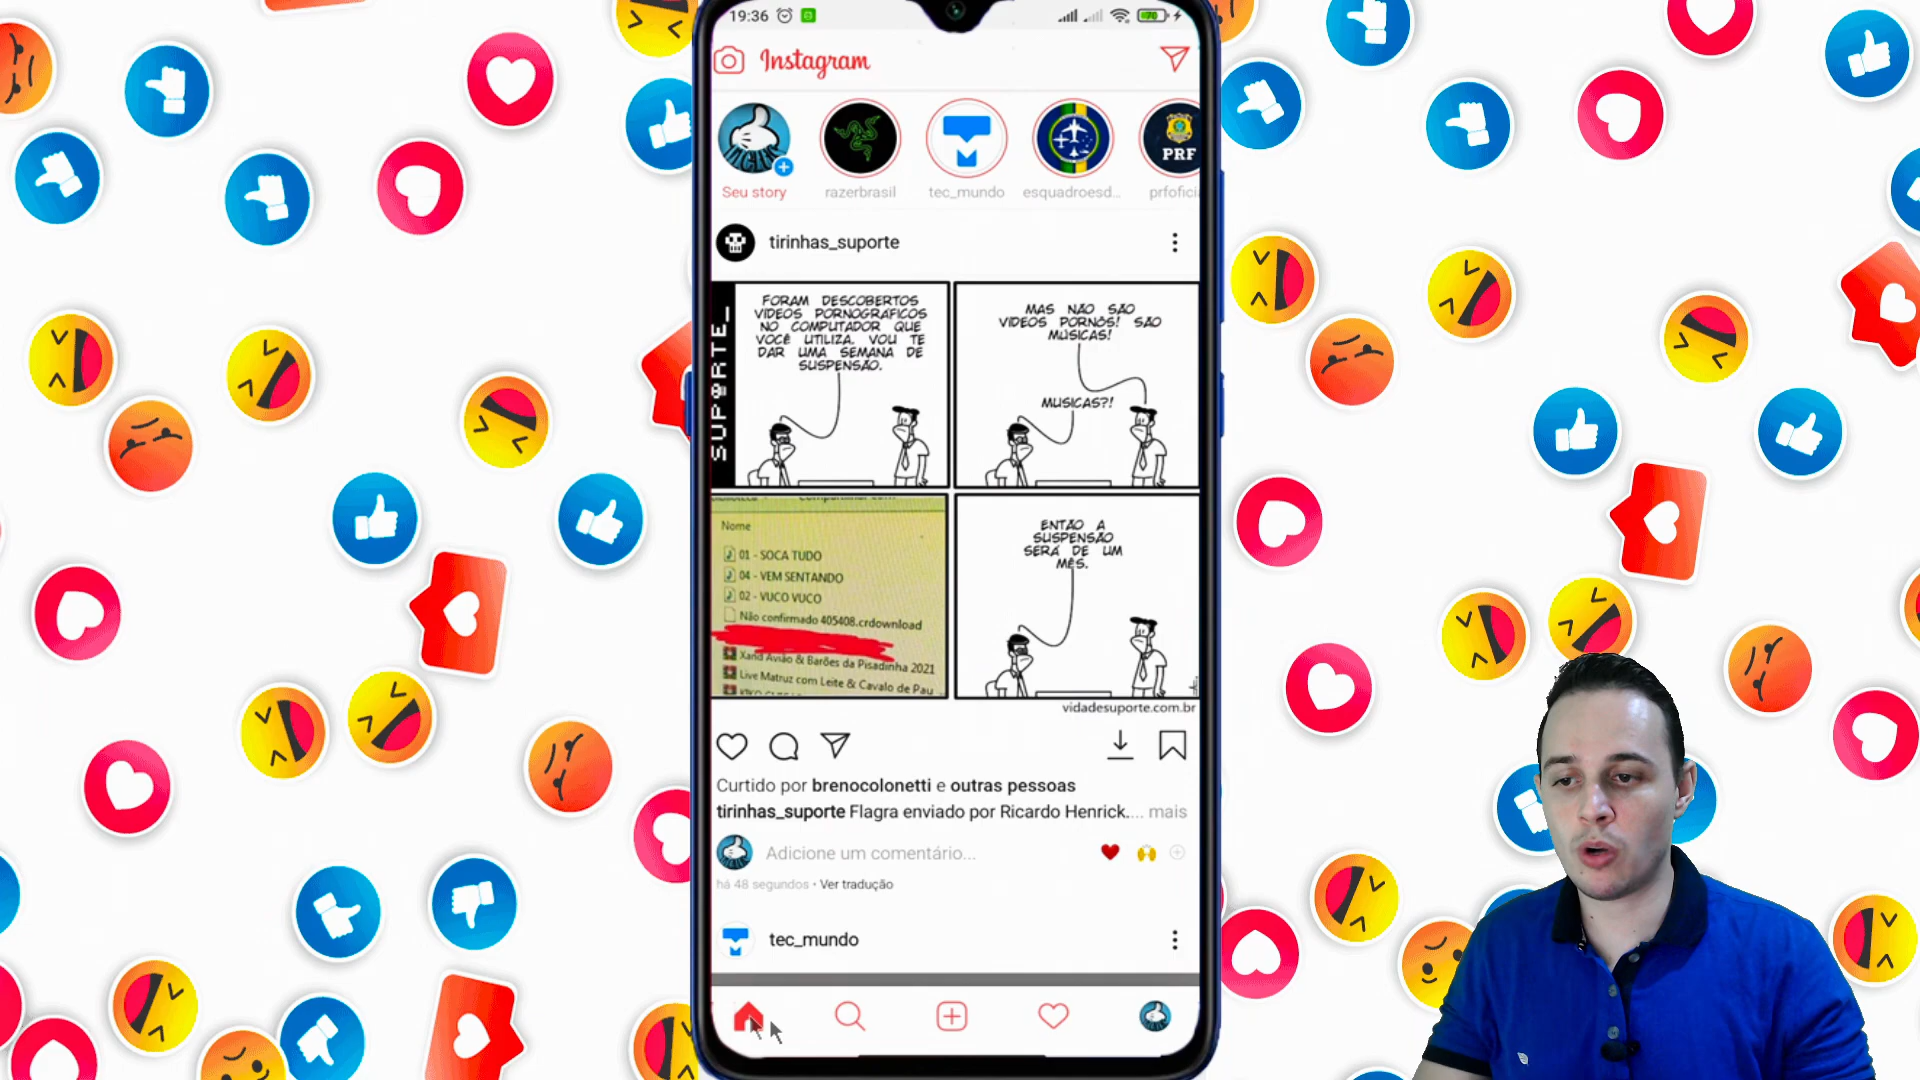 19:36
70
Instagram
Seu story
razerbrasil
tec_mundo
esquadroesd...
PRF
prfofici
tirinhas_suporte
SUPORTE_
FORAM DESCOBERTOS
VIDEOS PORNOGRÁFICOS
NO COMPUTADOR QUE
VOCÊ UTILIZA. VOU TE
DAR UMA SEMANA DE
SUSPENSÃO.
MAS NÃO SÃO
VIDEOS PORNÔS! SÃO
MÚSICAS!
MUSICAS?!
Nome
01 - SOCA TUDO
04 - VEM SENTANDO
02 - VUCO VUCO
Não confirmado 405408.crdownload
Xand Avião & Barões da Pisadinha 2021
Live Matruz com Leite & Cavalo de Pau
ENTÃO A
SUSPENSÃO
SERÁ DE UM
MÊS.
vidadesuporte.com.br
Curtido por brenocolonetti e outras pessoas
tirinhas_suporte Flagra enviado por Ricardo Henrick.... mais
Adicione um comentário...
há 48 segundos • Ver tradução
tec_mundo